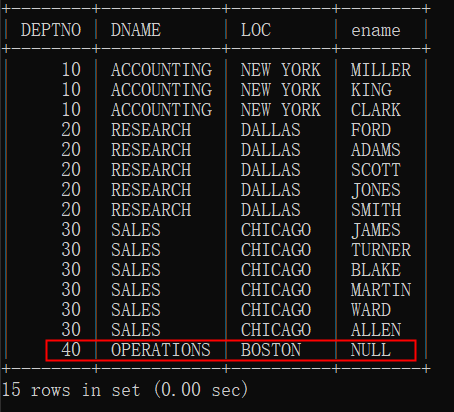 +--------+------------+----------+--------+
| DEPTNO | DNAME      | LOC      | ename  |
+--------+------------+----------+--------+
|     10 | ACCOUNTING | NEW YORK | MILLER |
|     10 | ACCOUNTING | NEW YORK | KING   |
|     10 | ACCOUNTING | NEW YORK | CLARK  |
|     20 | RESEARCH   | DALLAS   | FORD   |
|     20 | RESEARCH   | DALLAS   | ADAMS  |
|     20 | RESEARCH   | DALLAS   | SCOTT  |
|     20 | RESEARCH   | DALLAS   | JONES  |
|     20 | RESEARCH   | DALLAS   | SMITH  |
|     30 | SALES      | CHICAGO  | JAMES  |
|     30 | SALES      | CHICAGO  | TURNER |
|     30 | SALES      | CHICAGO  | BLAKE  |
|     30 | SALES      | CHICAGO  | MARTIN |
|     30 | SALES      | CHICAGO  | WARD   |
|     30 | SALES      | CHICAGO  | ALLEN  |
|     40 | OPERATIONS | BOSTON   | NULL   |
+--------+------------+----------+--------+
15 rows in set (0.00 sec)